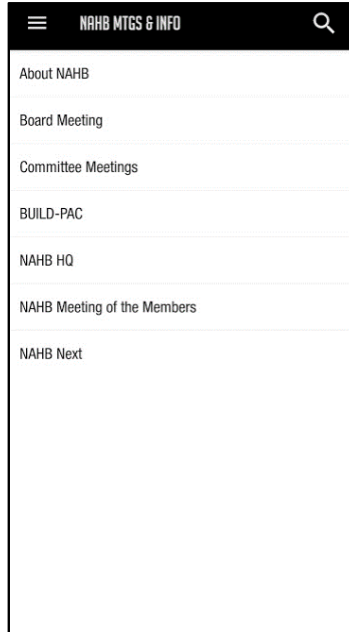 NAHB MTGS & INFO
About NAHB
Board Meeting
Committee Meetings
BUILD-PAC
NAHB HQ
NAHB Meeting of the Members
NAHB Next